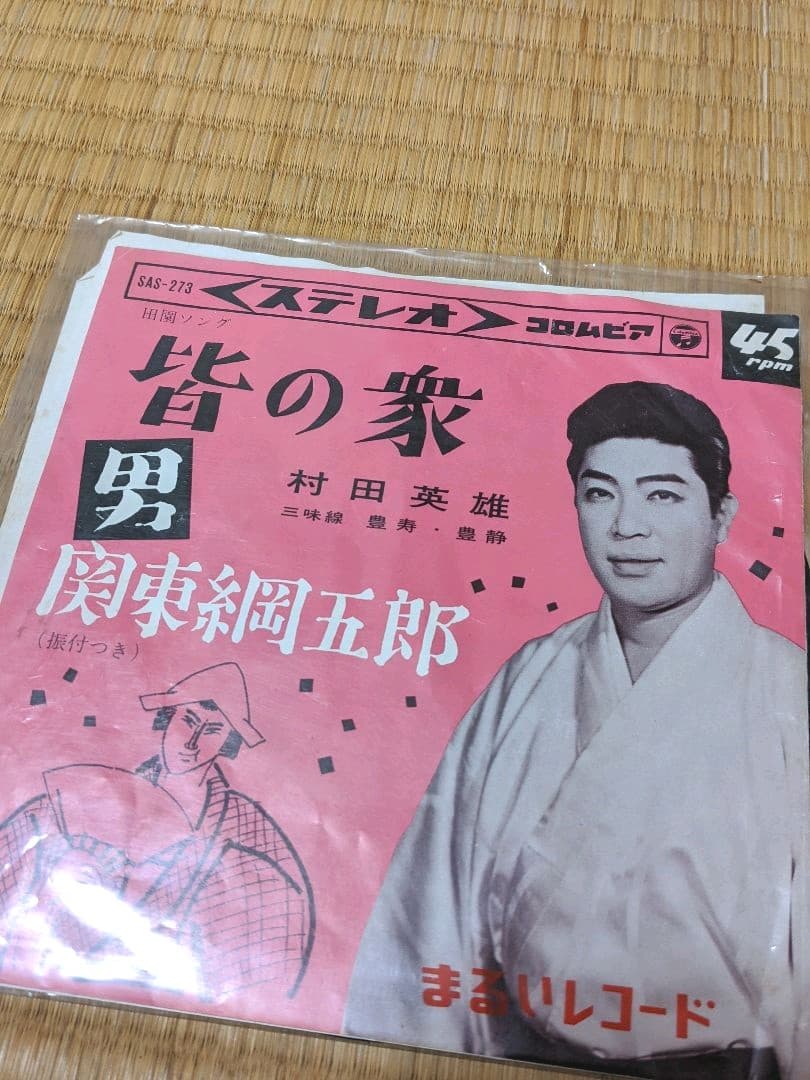 SAS-273 <ステレオ> コロムビア
45 rpm
田園ソング
皆の衆
村田英雄
三味線 豊寿・豊静
男
関東綱五郎
(振付つき)
まるいレコード